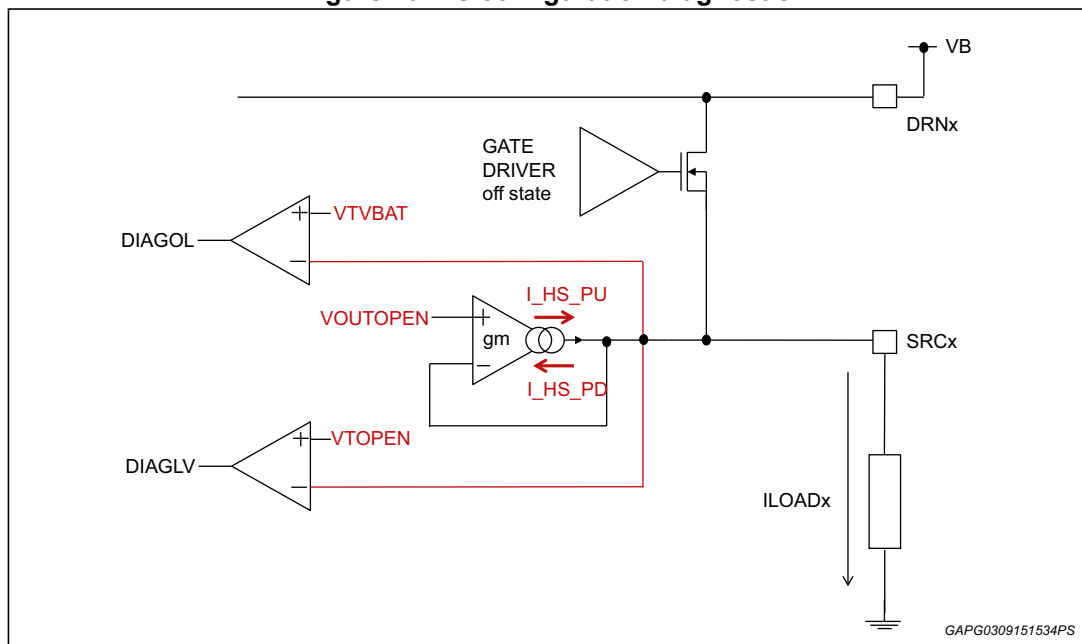 VB
DRNx
GATE
DRIVER
off state
+
VTVBAT
DIAGOL
−
I_HS_PU
VOUTOPEN
+
gm
SRCx
−
I_HS_PD
+
VTOPEN
DIAGLV
−
ILOADx
GAPG0309151534PS